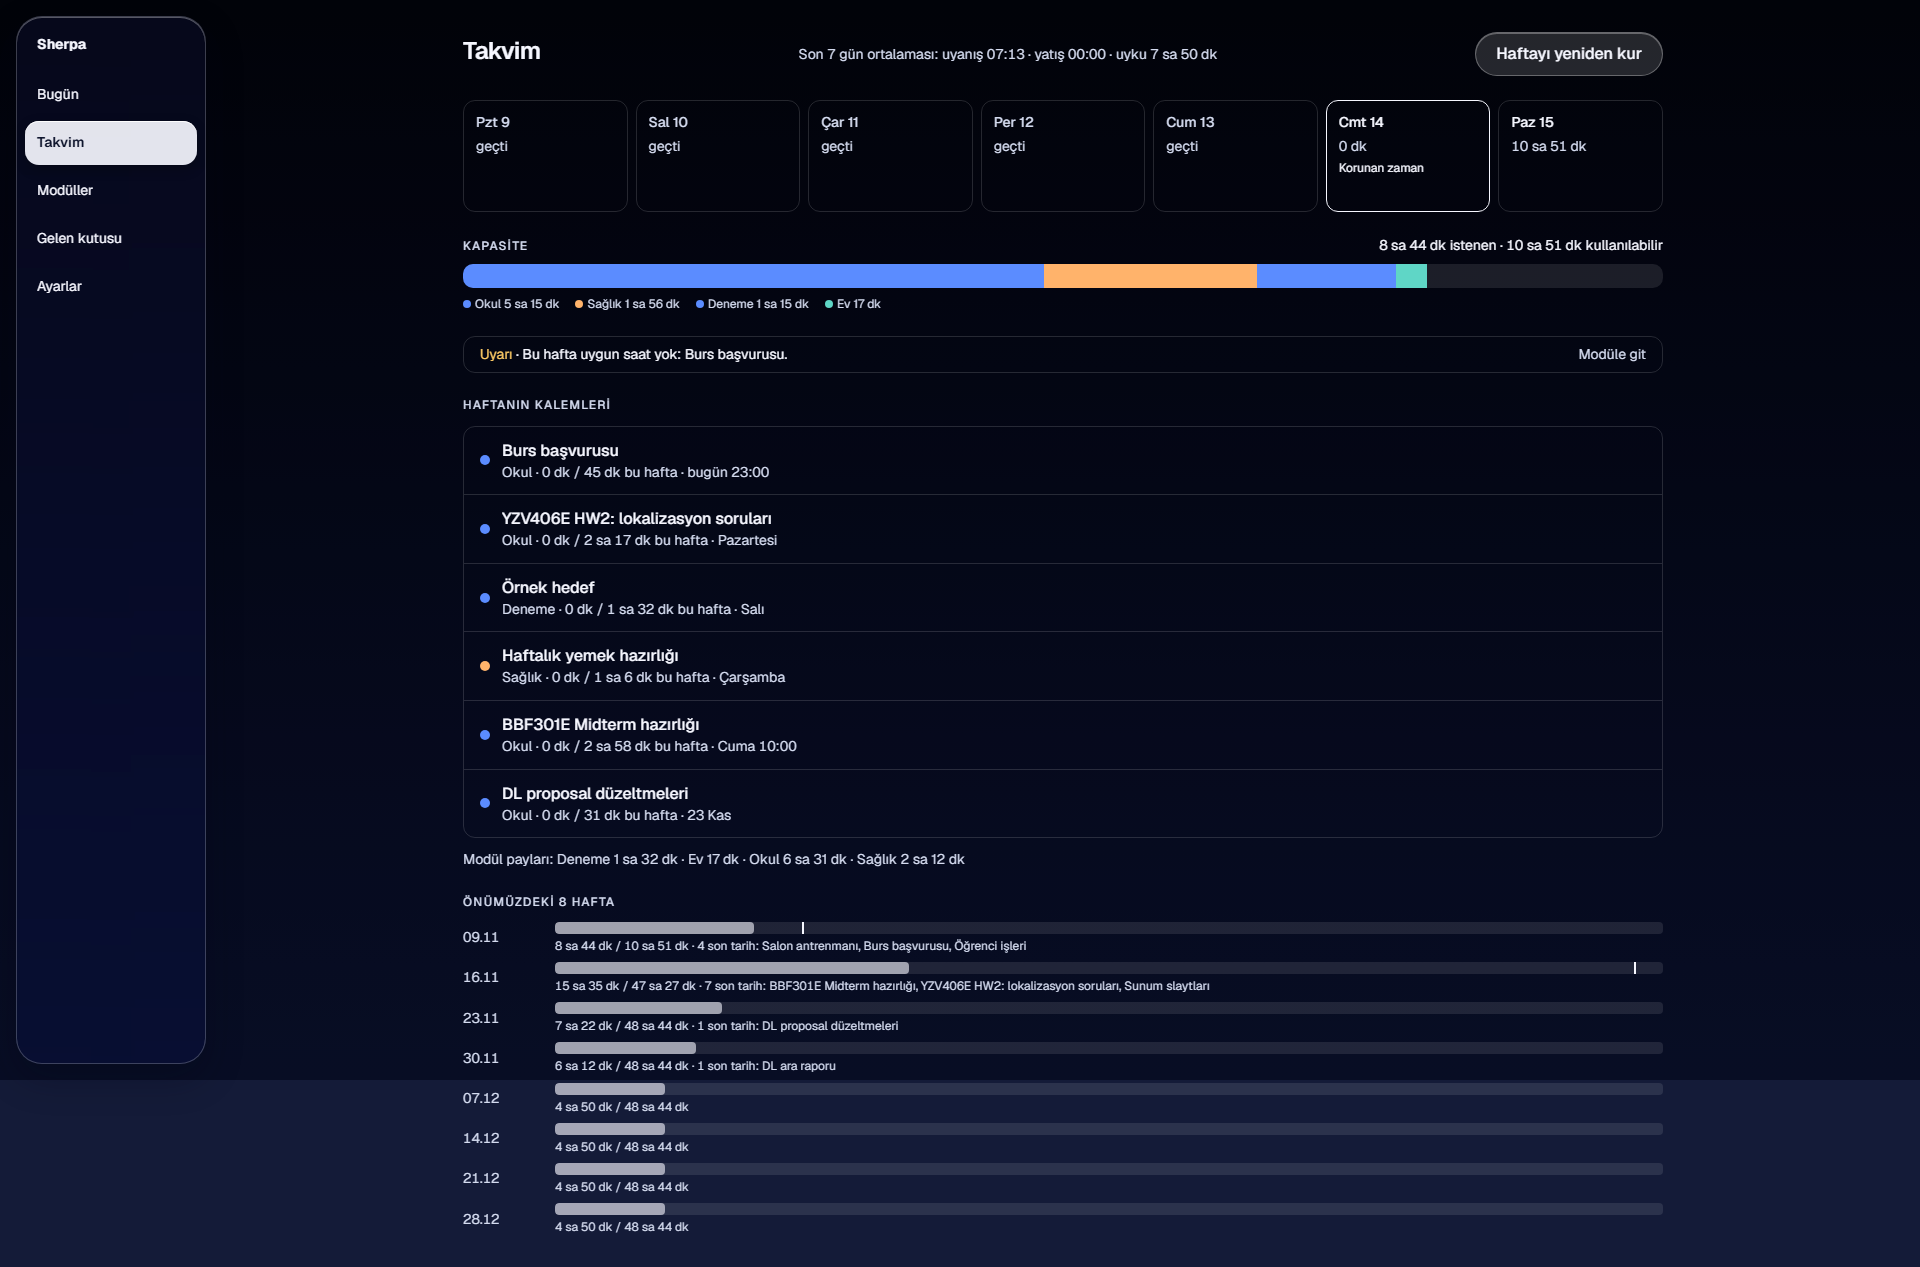 Sherpa
Bugün
Takvim
Modüller
Gelen kutusu
Ayarlar
Takvim
Son 7 gün ortalaması: uyanış 07:13 · yatış 00:00 · uyku 7 sa 50 dk
Haftayı yeniden kur
Pzt 9
geçti
Sal 10
geçti
Çar 11
geçti
Per 12
geçti
Cum 13
geçti
Cmt 14
0 dk
Korunan zaman
Paz 15
10 sa 51 dk
KAPASİTE
8 sa 44 dk istenen · 10 sa 51 dk kullanılabilir
Okul 5 sa 15 dk
Sağlık 1 sa 56 dk
Deneme 1 sa 15 dk
Ev 17 dk
Uyarı · Bu hafta uygun saat yok: Burs başvurusu.
Modüle git
HAFTANIN KALEMLERİ
Burs başvurusu
Okul · 0 dk / 45 dk bu hafta · bugün 23:00
YZV406E HW2: lokalizasyon soruları
Okul · 0 dk / 2 sa 17 dk bu hafta · Pazartesi
Örnek hedef
Deneme · 0 dk / 1 sa 32 dk bu hafta · Salı
Haftalık yemek hazırlığı
Sağlık · 0 dk / 1 sa 6 dk bu hafta · Çarşamba
BBF301E Midterm hazırlığı
Okul · 0 dk / 2 sa 58 dk bu hafta · Cuma 10:00
DL proposal düzeltmeleri
Okul · 0 dk / 31 dk bu hafta · 23 Kas
Modül payları: Deneme 1 sa 32 dk · Ev 17 dk · Okul 6 sa 31 dk · Sağlık 2 sa 12 dk
ÖNÜMÜZDEKİ 8 HAFTA
09.11
8 sa 44 dk / 10 sa 51 dk · 4 son tarih: Salon antrenmanı, Burs başvurusu, Öğrenci işleri
16.11
15 sa 35 dk / 47 sa 27 dk · 7 son tarih: BBF301E Midterm hazırlığı, YZV406E HW2: lokalizasyon soruları, Sunum slaytları
23.11
7 sa 22 dk / 48 sa 44 dk · 1 son tarih: DL proposal düzeltmeleri
30.11
6 sa 12 dk / 48 sa 44 dk · 1 son tarih: DL ara raporu
07.12
4 sa 50 dk / 48 sa 44 dk
14.12
4 sa 50 dk / 48 sa 44 dk
21.12
4 sa 50 dk / 48 sa 44 dk
28.12
4 sa 50 dk / 48 sa 44 dk